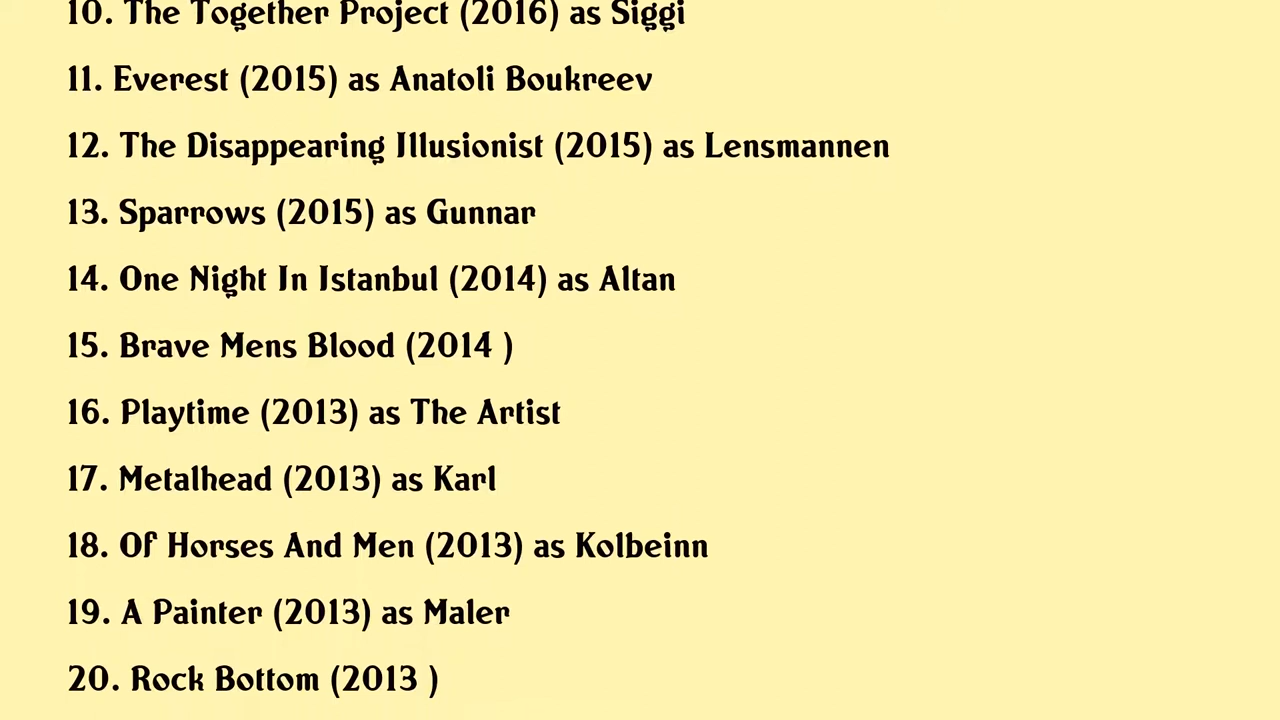 10. The Together Project (2016) as Siggi
11. Everest (2015) as Anatoli Boukreev
12. The Disappearing Illusionist (2015) as Lensmannen
13. Sparrows (2015) as Gunnar
14. One Night In Istanbul (2014) as Altan
15. Brave Mens Blood (2014 )
16. Playtime (2013) as The Artist
17. Metalhead (2013) as Karl
18. Of Horses And Men (2013) as Kolbeinn
19. A Painter (2013) as Maler
20. Rock Bottom (2013 )